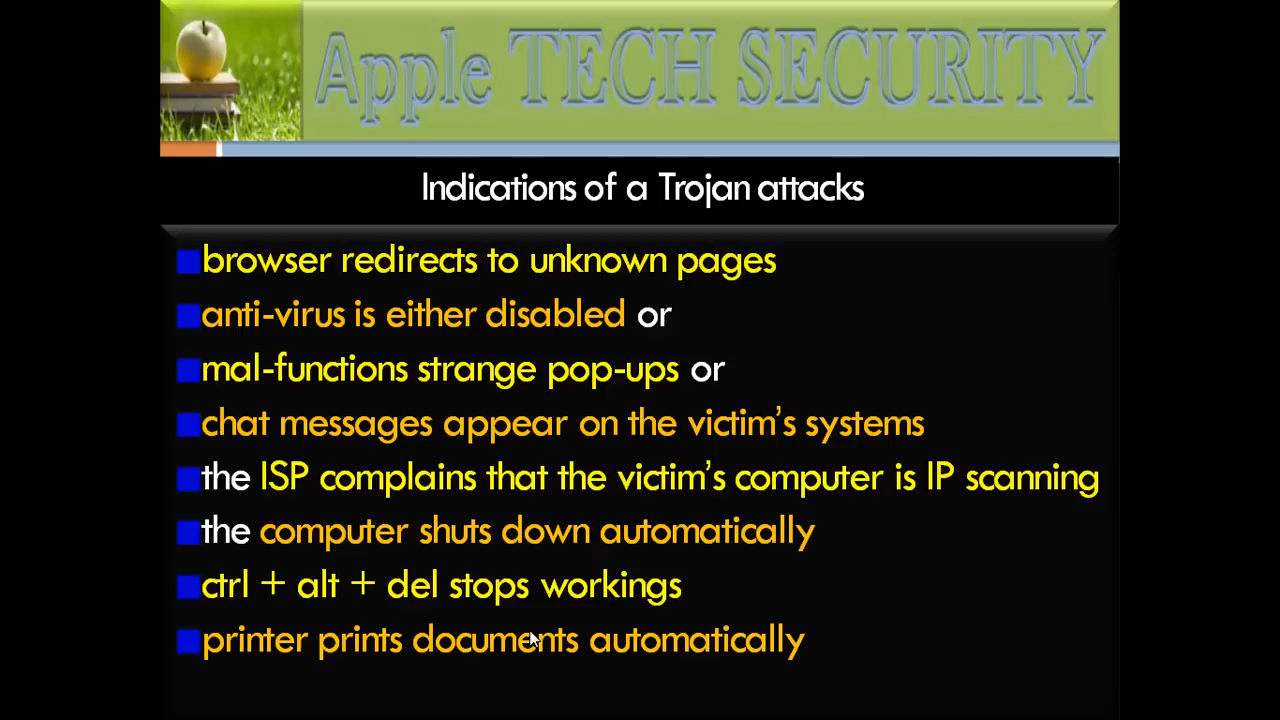 Apple TECH SECURITY
Indications of a Trojan attacks
browser redirects to unknown pages
anti-virus is either disabled or
mal-functions strange pop-ups or
chat messages appear on the victim's systems
the ISP complains that the victim's computer is IP scanning
the computer shuts down automatically
ctrl + alt + del stops workings
printer prints documents automatically